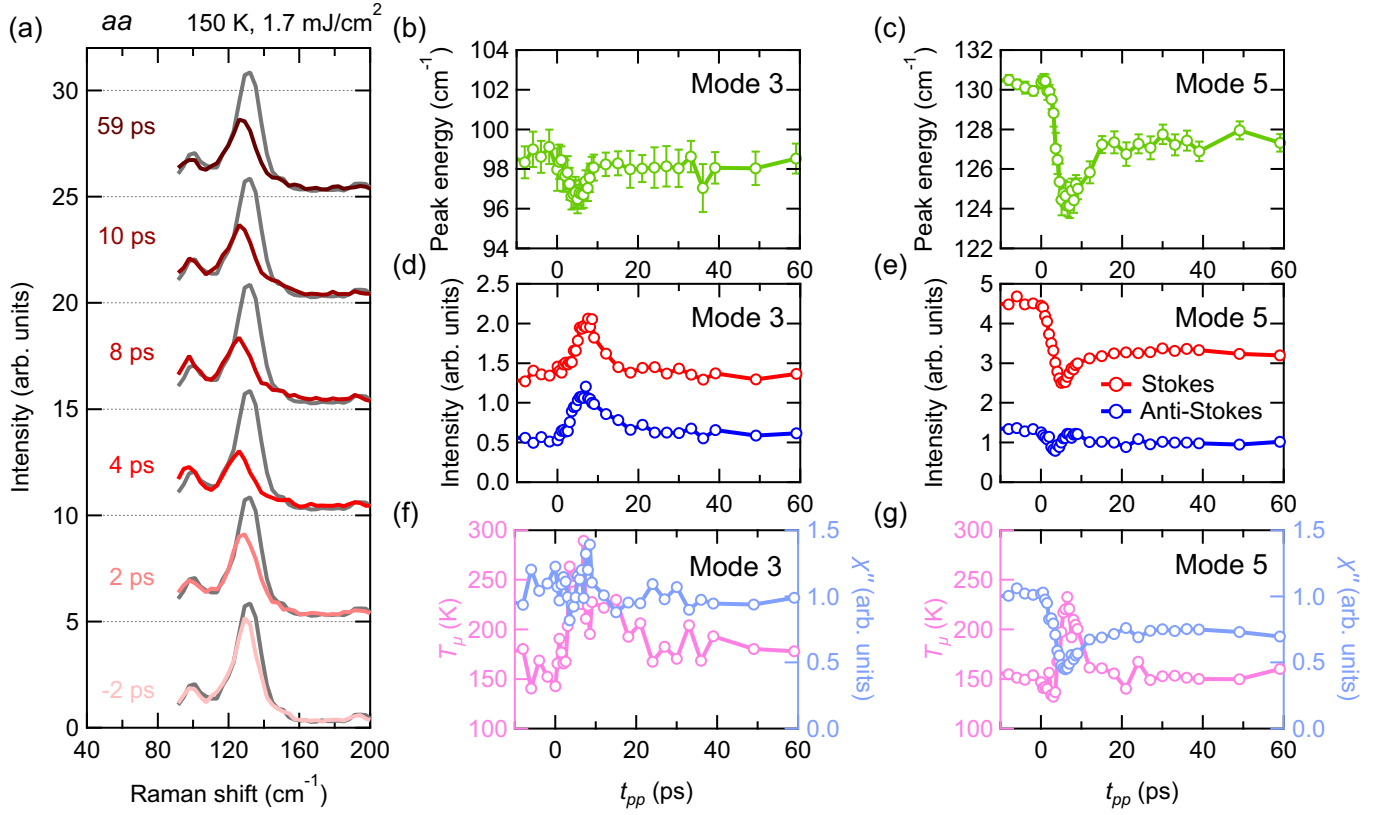 (a)
aa
150 K, 1.7 mJ/cm²
Intensity (arb. units)
30
25
20
15
10
5
0
59 ps
10 ps
8 ps
4 ps
2 ps
-2 ps
40
80
120
160
200
Raman shift (cm⁻¹)
(b)
Peak energy (cm⁻¹)
104
102
100
98
96
94
Mode 3
0
20
40
60
(c)
Peak energy (cm⁻¹)
132
130
128
126
124
122
Mode 5
0
20
40
60
(d)
Intensity (arb. units)
2.5
2.0
1.5
1.0
0.5
0.0
Mode 3
0
20
40
60
(e)
Intensity (arb. units)
5
4
3
2
1
0
Mode 5
Stokes
Anti-Stokes
0
20
40
60
(f)
Tμ (K)
300
250
200
150
100
Mode 3
1.5
1.0
0.5
0.0
χ″(arb. units)
0
20
40
60
tpp (ps)
(g)
Tμ (K)
300
250
200
150
100
Mode 5
1.5
1.0
0.5
0.0
χ″(arb. units)
0
20
40
60
tpp (ps)